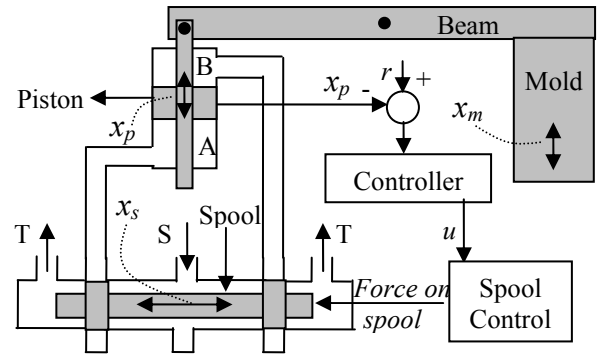 Beam
B
Piston
x_p
x_p
-
r
+
Mold
A
x_m
Controller
x_s
Spool
T
S
T
u
Force on
spool
Spool
Control